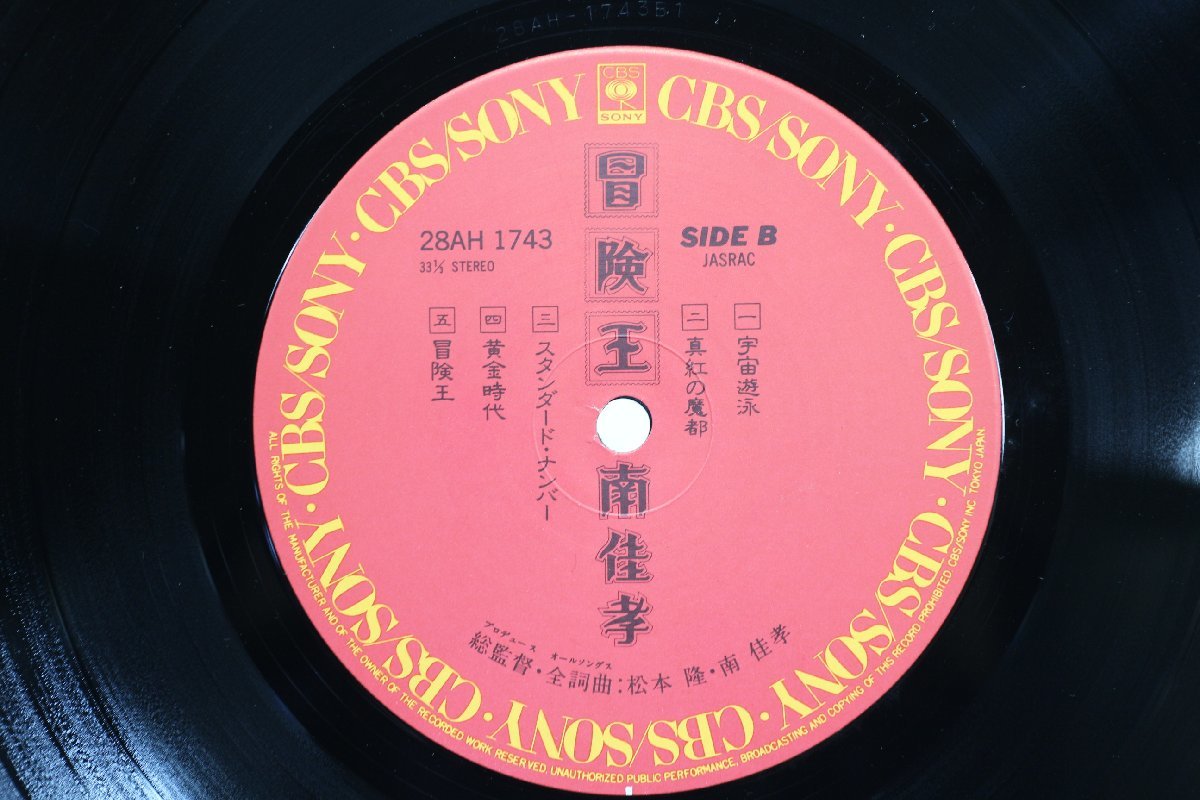 28AH-1743B1
CBS
SONY
CBS/SONY · CBS/SONY · CBS/SONY · CBS/SONY · CBS/SONY · CBS/SONY · CBS/SONY · CBS/SONY
冒険王
南佳孝
28AH 1743
33⅓ STEREO
SIDE B
JASRAC
一 宇宙遊泳
二 真紅の魔都
三 スタンダード・ナンバー
四 黄金時代
五 冒険王
プロデュース オールソングス
総監督・全詞曲:松本 隆・南 佳孝
ALL RIGHTS OF THE MANUFACTURER AND OF THE OWNER OF THE RECORDED WORK RESERVED. UNAUTHORIZED PUBLIC PERFORMANCE, BROADCASTING AND COPYING OF THIS RECORD PROHIBITED. CBS/SONY INC. TOKYO JAPAN